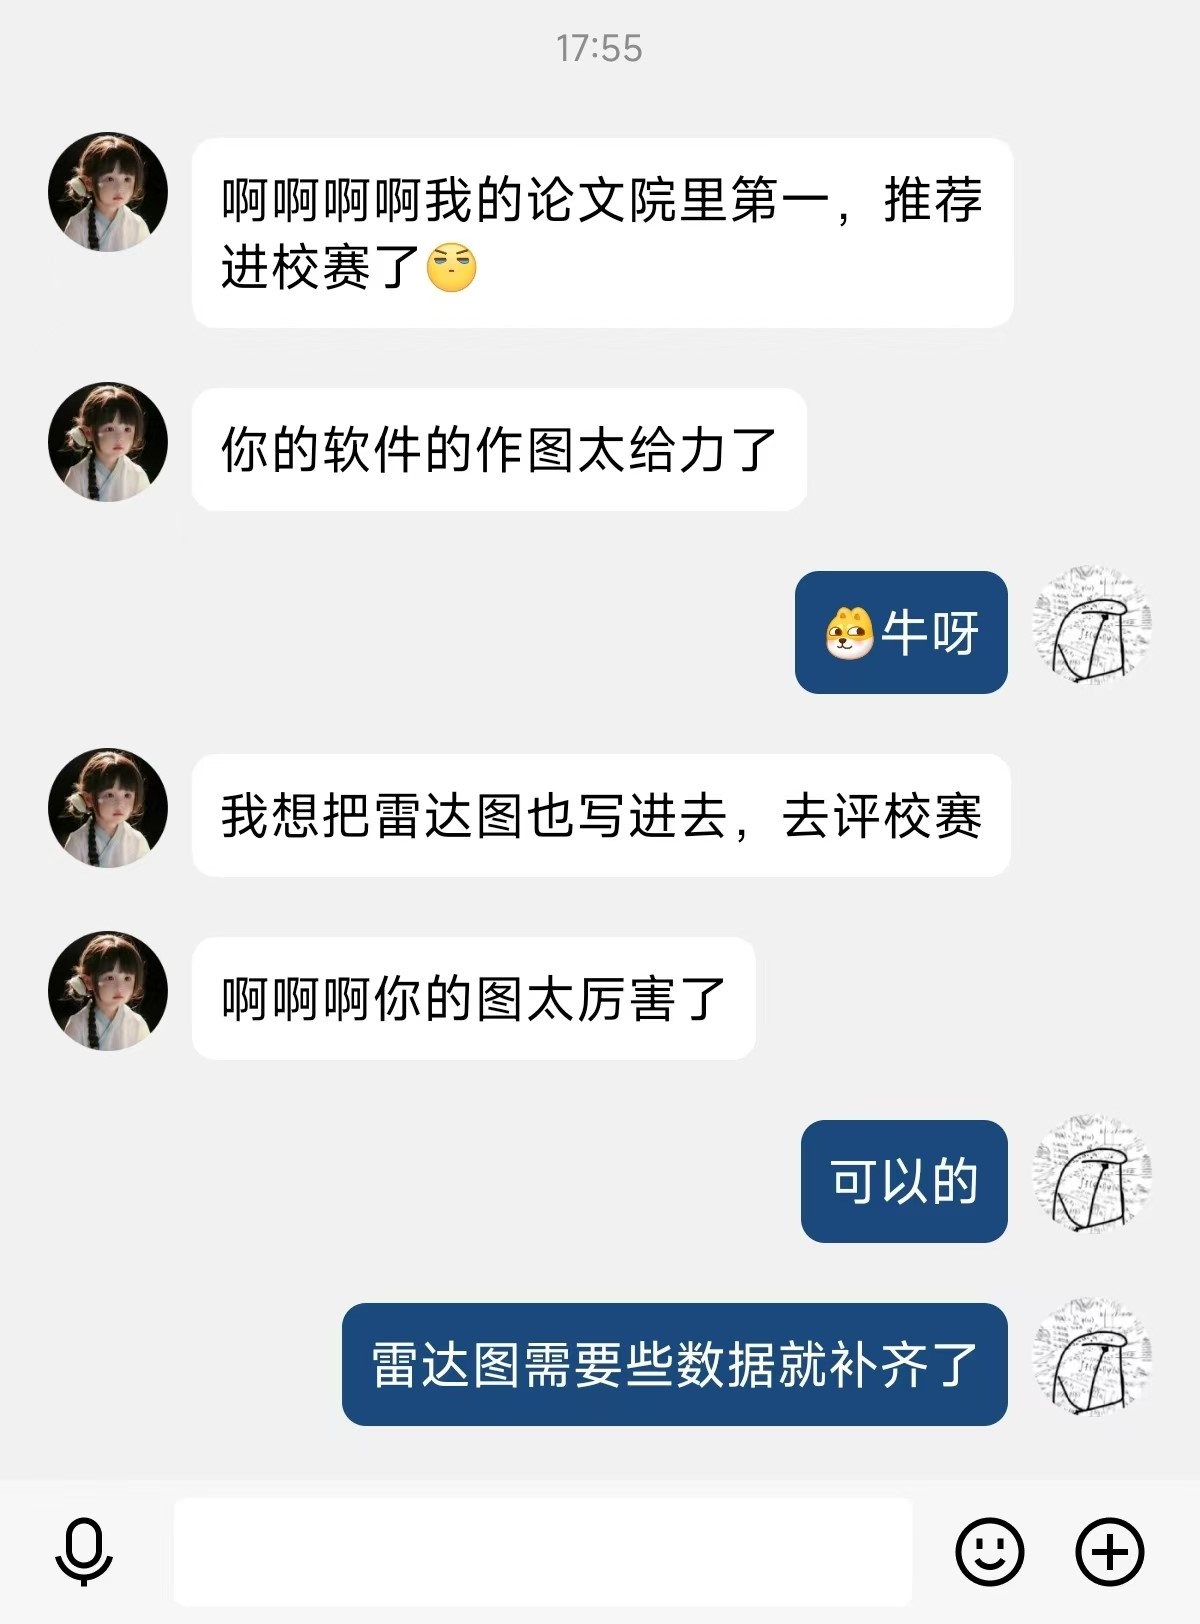 17:55
啊啊啊啊我的论文院里第一，推荐
进校赛了
你的软件的作图太给力了
牛呀
我想把雷达图也写进去，去评校赛
啊啊啊你的图太厉害了
可以的
雷达图需要些数据就补齐了